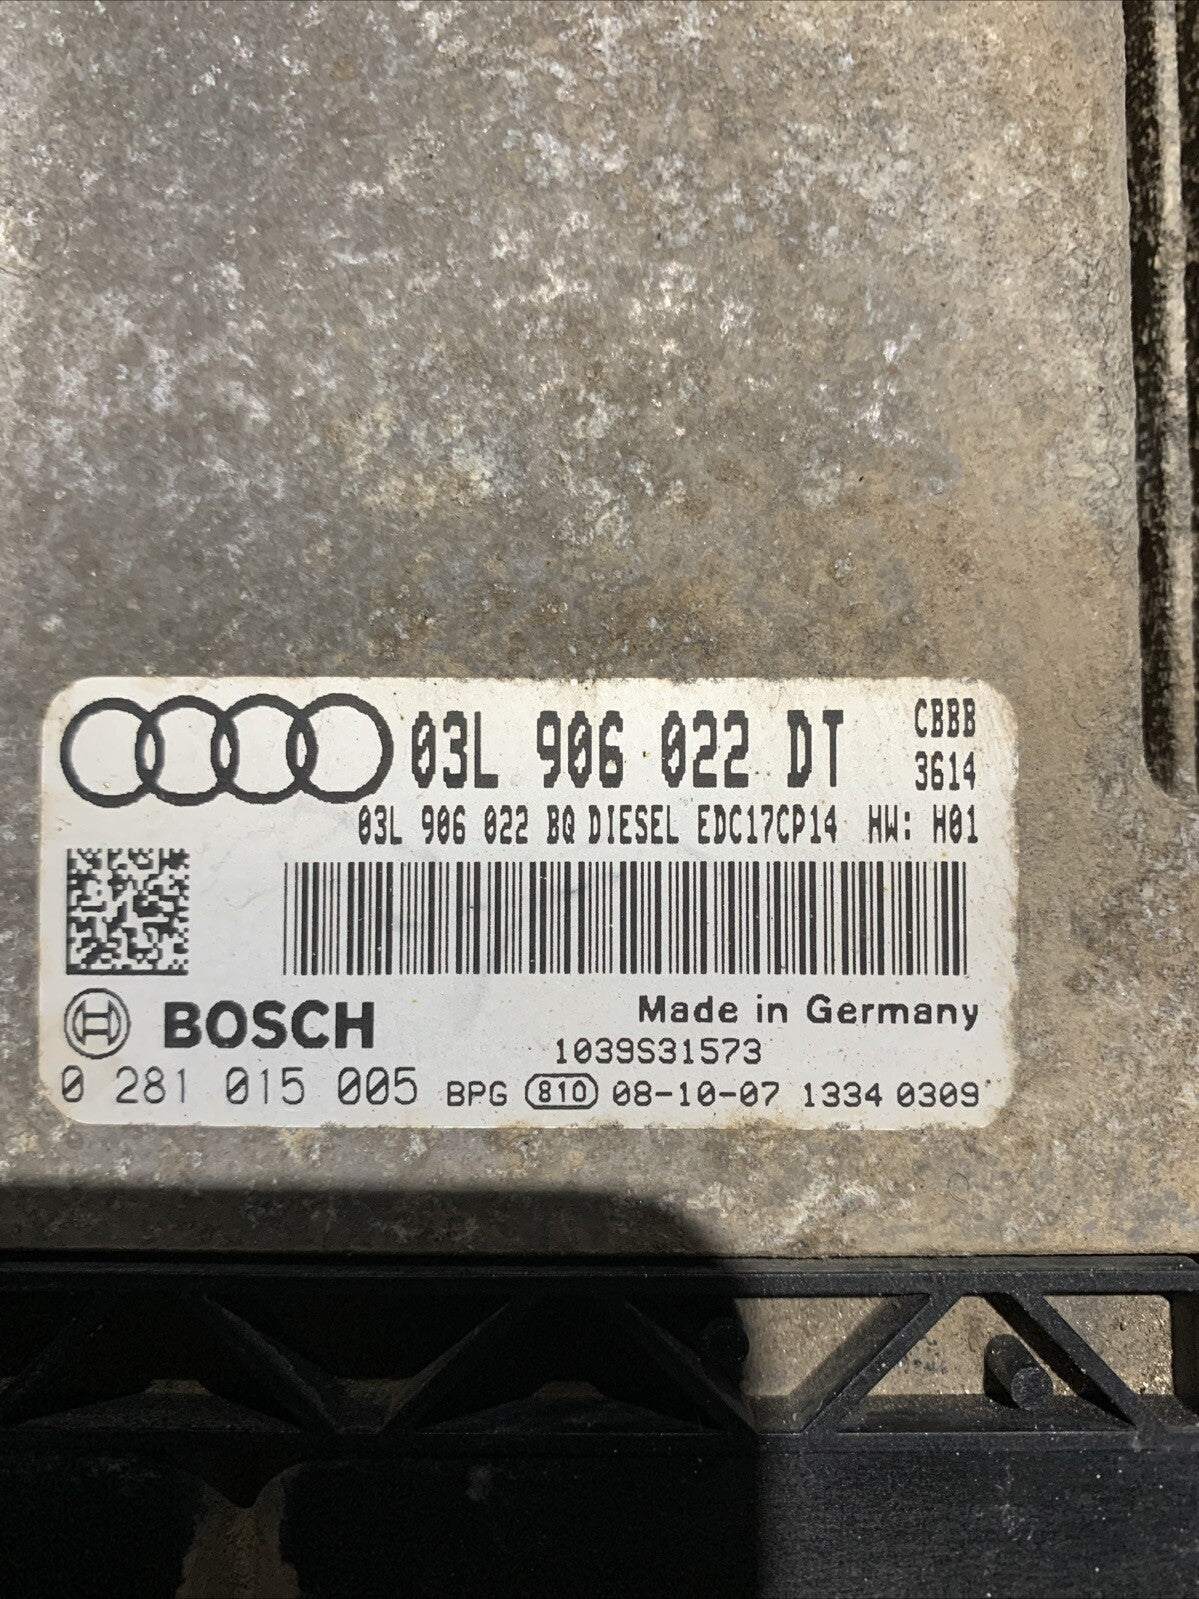 03L 906 022 DT
CBBB
3614
03L 906 022 BQ DIESEL EDC17CP14 HW: H01
BOSCH
Made in Germany
1039S31573
0 281 015 005 BPG 810 08-10-07 1334 0309